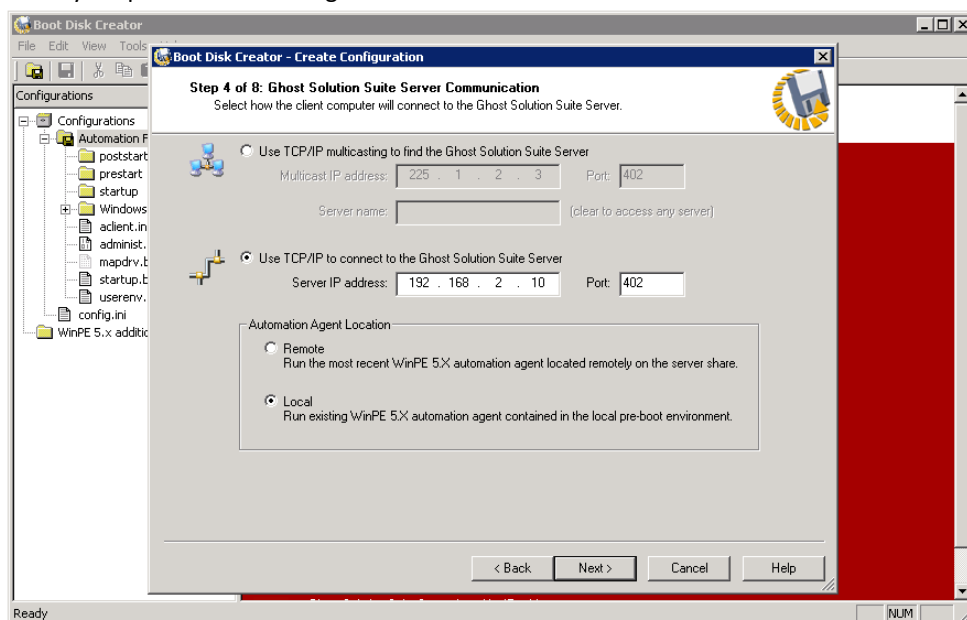 Boot Disk Creator
File Edit View Tools
Configurations
Configurations
Automation F
poststart
prestart
startup
Windows
aclient.in
administ.
mapdrv.b
startup.b
userenv.
config.ini
WinPE 5.x additic
Boot Disk Creator - Create Configuration
Step 4 of 8: Ghost Solution Suite Server Communication
Select how the client computer will connect to the Ghost Solution Suite Server.
Use TCP/IP multicasting to find the Ghost Solution Suite Server
Multicast IP address: 225 . 1 . 2 . 3 Port: 402
Server name: (clear to access any server)
Use TCP/IP to connect to the Ghost Solution Suite Server
Server IP address: 192 . 168 . 2 . 10 Port: 402
Automation Agent Location
Remote
Run the most recent WinPE 5.X automation agent located remotely on the server share.
Local
Run existing WinPE 5.X automation agent contained in the local pre-boot environment.
< Back Next > Cancel Help
Ready NUM